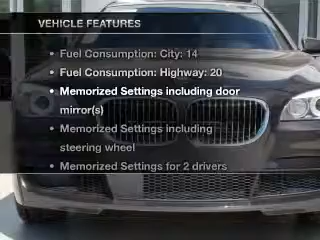 VEHICLE FEATURES
• Fuel Consumption: City: 14
• Fuel Consumption: Highway: 20
• Memorized Settings including door
mirror(s)
• Memorized Settings including
steering wheel
• Memorized Settings for 2 drivers